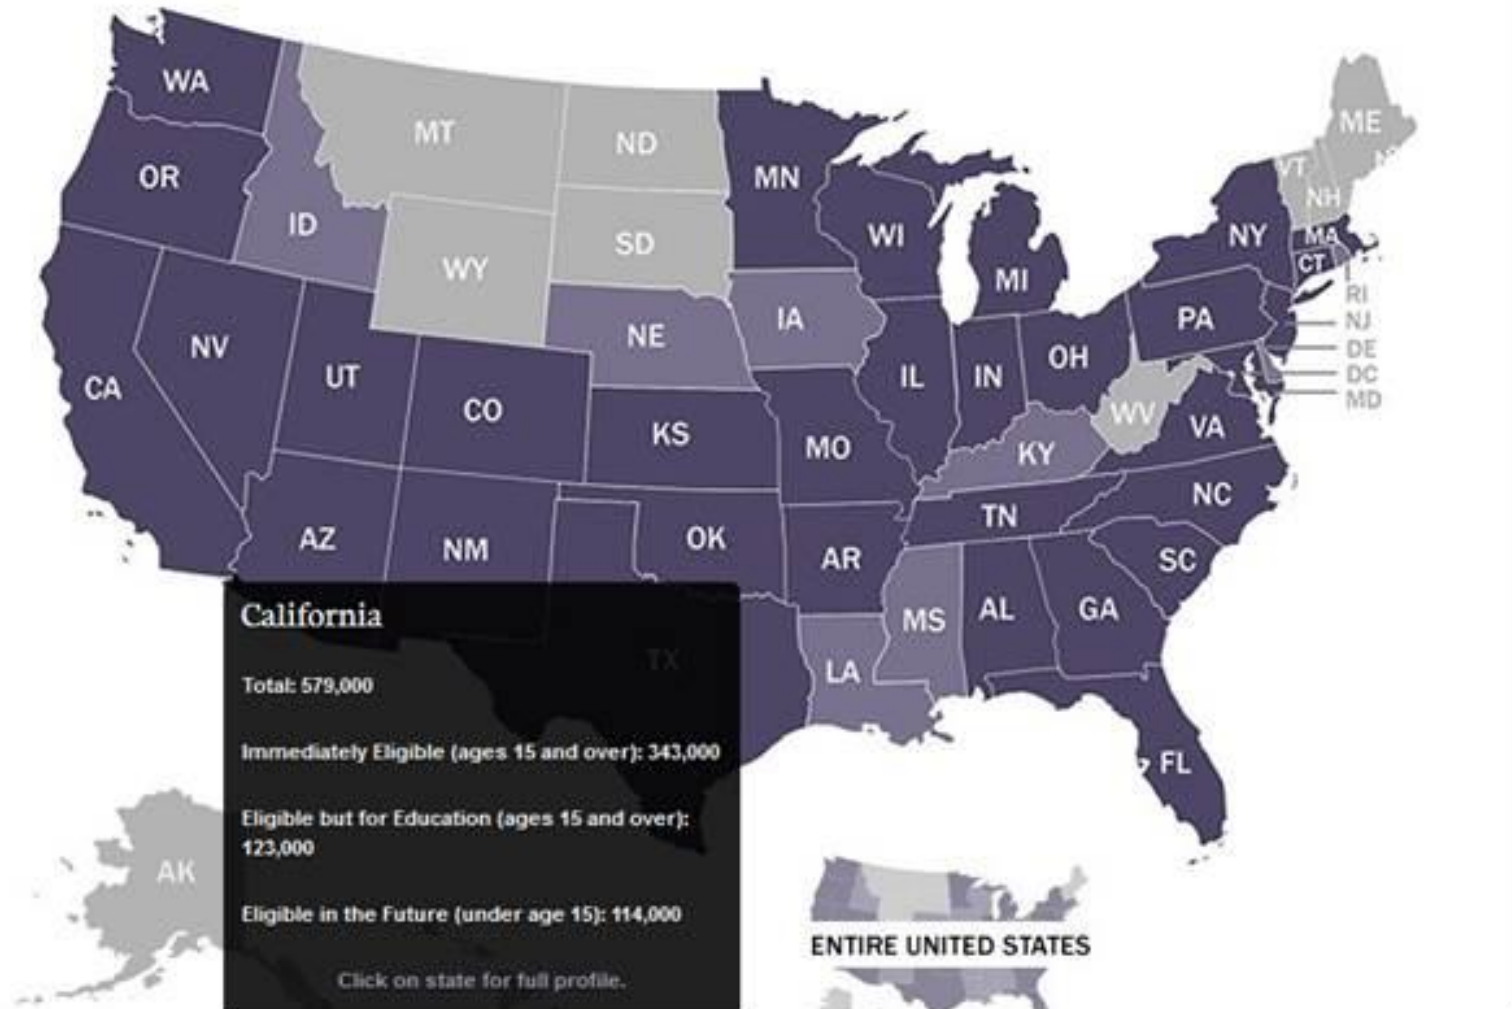 WA
MT
ND
ME
OR
MN
VT
ID
NH
SD
WI
NY
MA
WY
CT
MI
RI
NE
IA
PA
NJ
NV
DE
UT
OH
CA
IL
IN
DC
CO
MD
KS
WV
VA
MO
KY
NC
TN
AZ
NM
OK
AR
SC
AL
GA
MS
TX
LA
FL
AK
California
Total: 579,000
Immediately Eligible (ages 15 and over): 343,000
Eligible but for Education (ages 15 and over):
123,000
Eligible in the Future (under age 15): 114,000
Click on state for full profile.
ENTIRE UNITED STATES